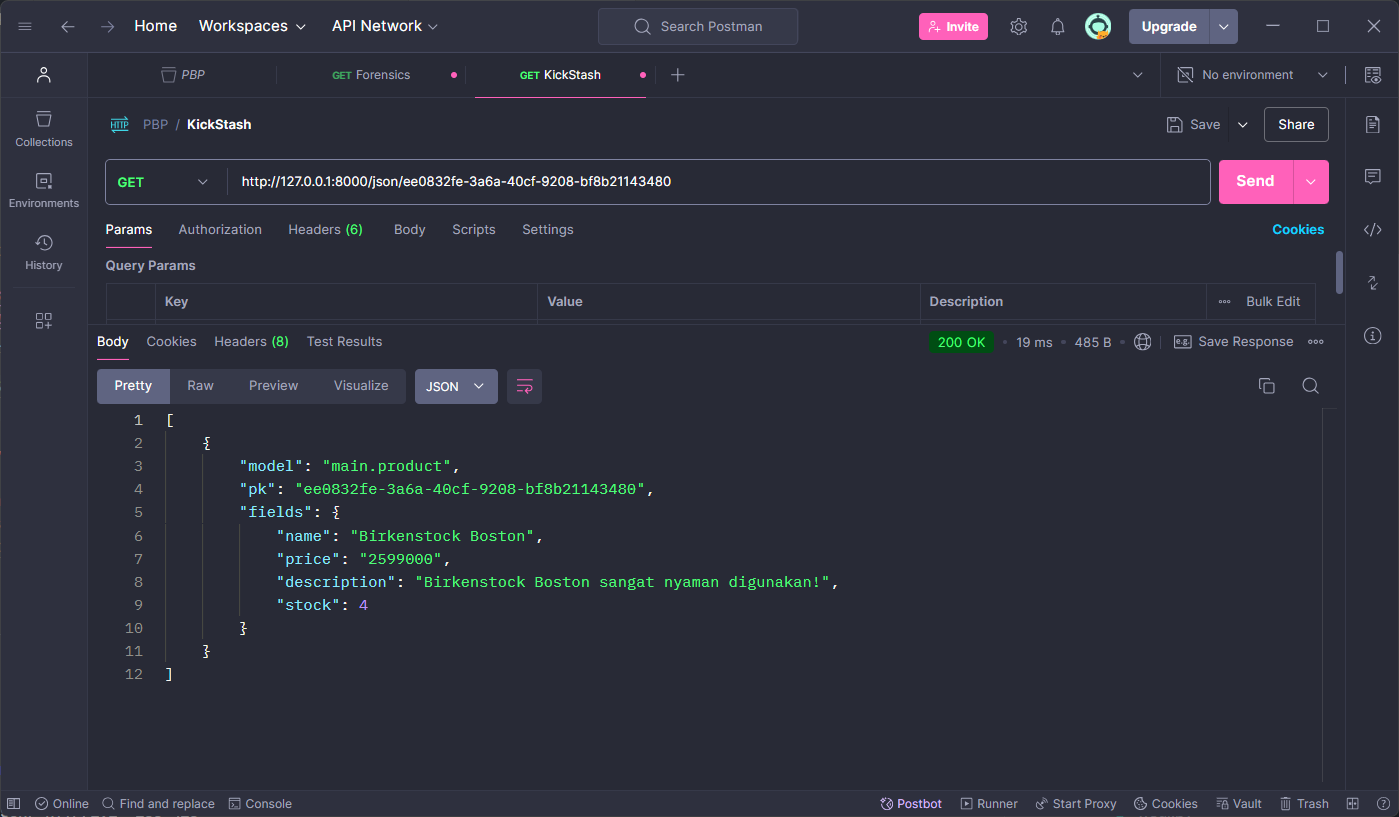 Home Workspaces API Network Search Postman Invite Upgrade
PBP GET Forensics GET KickStash No environment
HTTP PBP / KickStash Save Share
Collections
GET http://127.0.0.1:8000/json/ee0832fe-3a6a-40cf-9208-bf8b21143480 Send
Environments
Params Authorization Headers (6) Body Scripts Settings Cookies
History
Query Params
Key Value Description Bulk Edit
Body Cookies Headers (8) Test Results 200 OK 19 ms 485 B e.g. Save Response
Pretty Raw Preview Visualize JSON
1 [
2 {
3 "model": "main.product",
4 "pk": "ee0832fe-3a6a-40cf-9208-bf8b21143480",
5 "fields": {
6 "name": "Birkenstock Boston",
7 "price": "2599000",
8 "description": "Birkenstock Boston sangat nyaman digunakan!",
9 "stock": 4
10 }
11 }
12 ]
Online Find and replace Console Postbot Runner Start Proxy Cookies Vault Trash